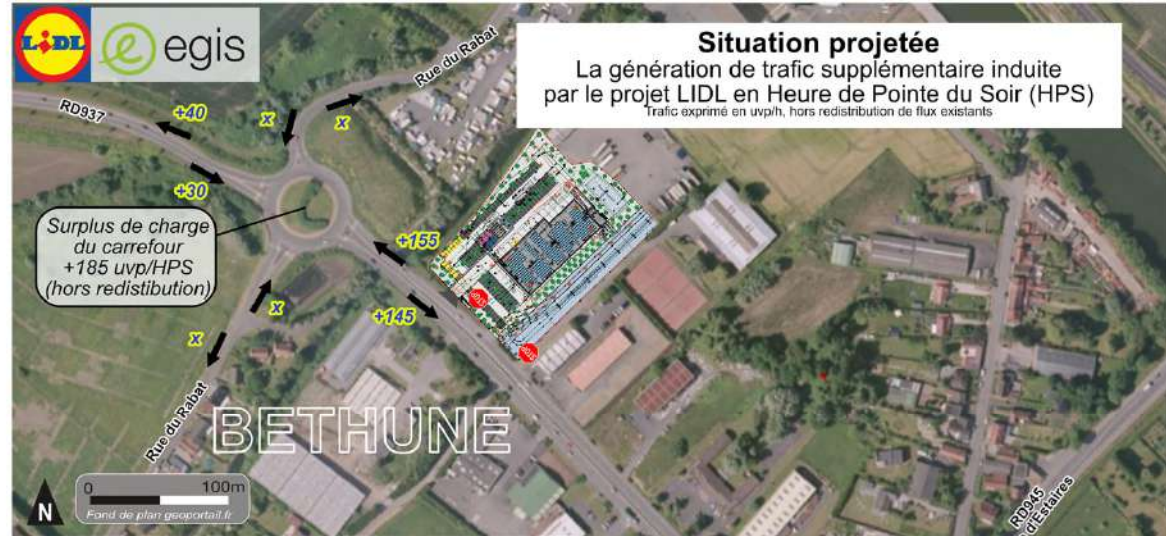 LIDL
egis
Situation projetée
La génération de trafic supplémentaire induite
par le projet LIDL en Heure de Pointe du Soir (HPS)
Trafic exprimé en uvp/h, hors redistribution de flux existants
Rue du Rabat
RD937
+40
x
x
+30
Surplus de charge
du carrefour
+185 uvp/HPS
(hors redistibution)
+155
+145
STOP
STOP
x
x
Rue du Rabat
BETHUNE
0 100m
Fond de plan geoportail.fr
N
RD945
d'Estaires